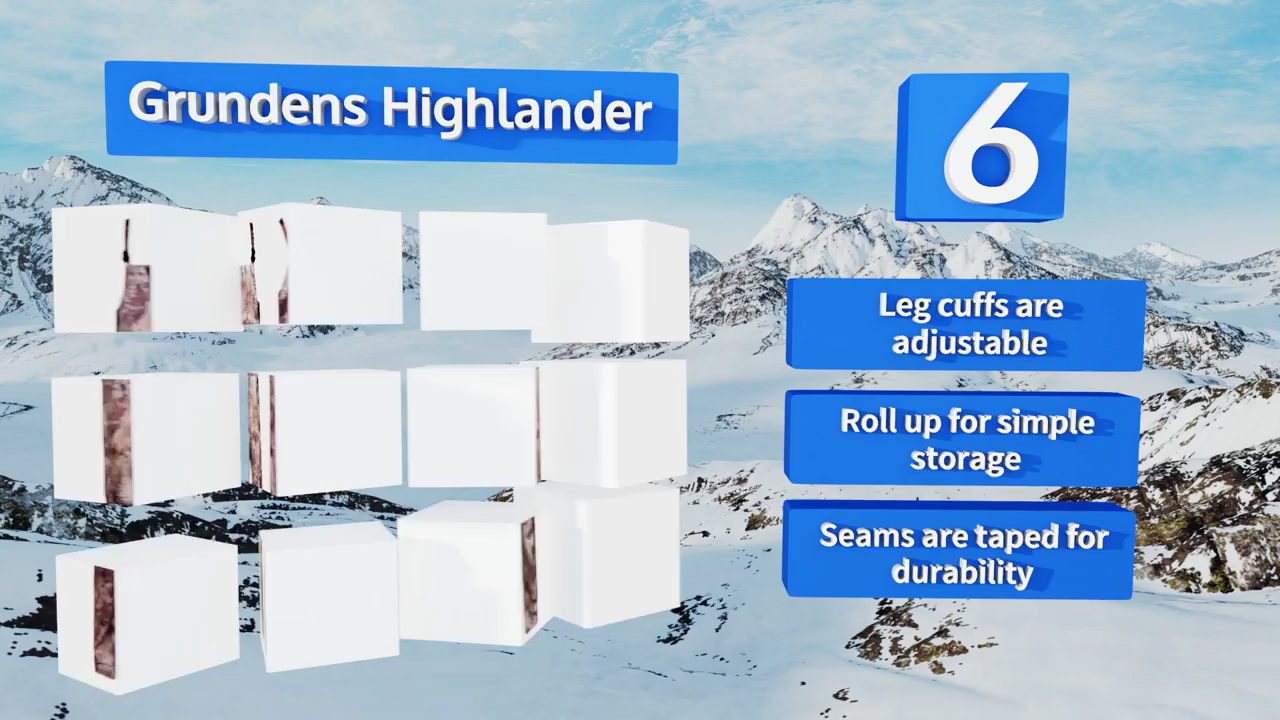 Grundens Highlander
6
Leg cuffs are
adjustable
Roll up for simple
storage
Seams are taped for
durability